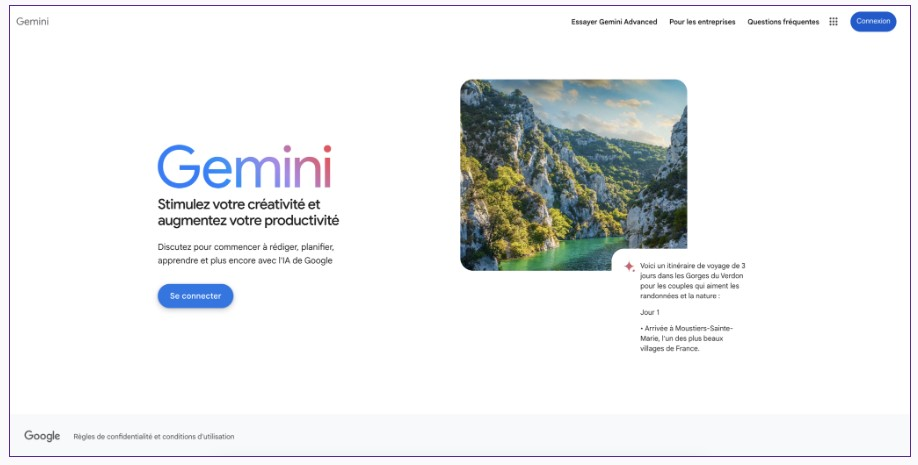 Gemini
Essayer Gemini Advanced
Pour les entreprises
Questions fréquentes
Connexion
Gemini
Stimulez votre créativité et
augmentez votre productivité
Discutez pour commencer à rédiger, planifier,
apprendre et plus encore avec l'IA de Google
Se connecter
Voici un itinéraire de voyage de 3
jours dans les Gorges du Verdon
pour les couples qui aiment les
randonnées et la nature :
Jour 1
• Arrivée à Moustiers-Sainte-
Marie, l'un des plus beaux
villages de France.
Google
Règles de confidentialité et conditions d'utilisation